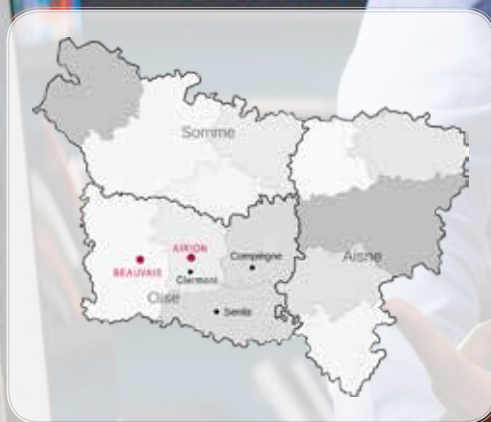 Somme
AIRION
BEAUVAIS
Clermont
Compiègne
Aisne
Oise
Senlis